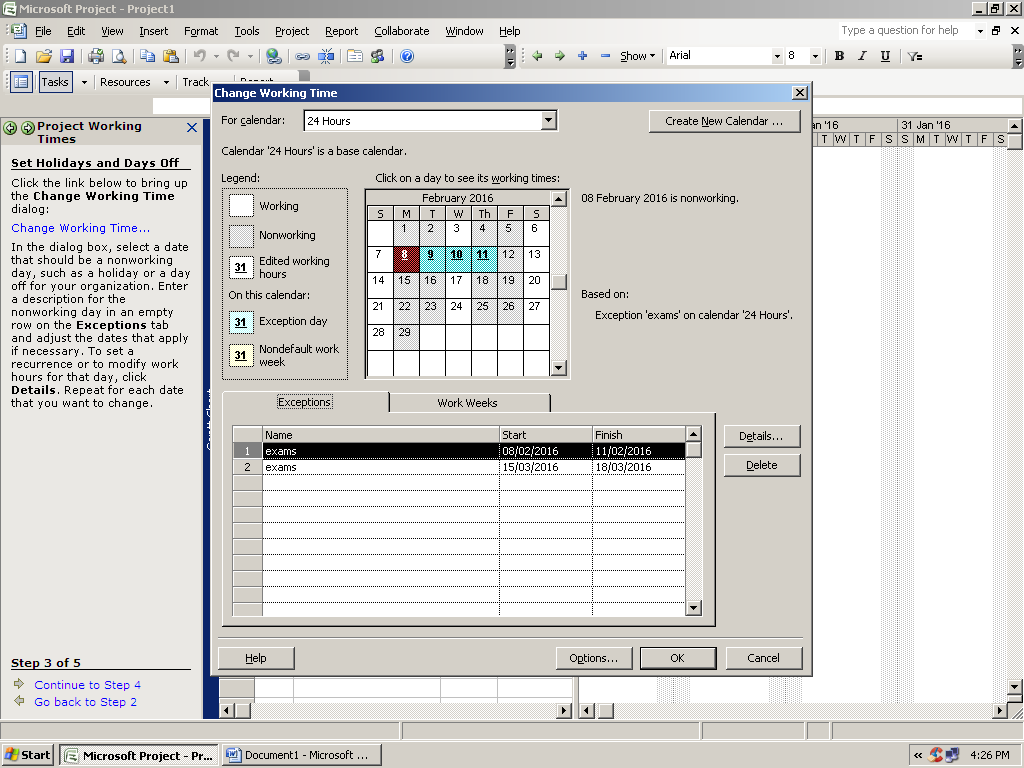 Microsoft Project - Project1
File Edit View Insert Format Tools Project Report Collaborate Window Help Type a question for help
Show Arial 8 B I U
Tasks Resources Track Report
Change Working Time
Project Working Times
For calendar: 24 Hours Create New Calendar ...
n '16 31 Jan '16
T W T F S S M T W T F S
Set Holidays and Days Off
Calendar '24 Hours' is a base calendar.
Click the link below to bring up
the Change Working Time
dialog:
Change Working Time...
In the dialog box, select a date
that should be a nonworking
day, such as a holiday or a day
off for your organization. Enter
a description for the
nonworking day in an empty
row on the Exceptions tab
and adjust the dates that apply
if necessary. To set a
recurrence or to modify work
hours for that day, click
Details. Repeat for each date
that you want to change.
Legend:
Working
Nonworking
31 Edited working
hours
On this calendar:
31 Exception day
31 Nondefault work
week
Click on a day to see its working times:
February 2016
S M T W Th F S
1 2 3 4 5 6
7 8 9 10 11 12 13
14 15 16 17 18 19 20
21 22 23 24 25 26 27
28 29
08 February 2016 is nonworking.
Based on:
Exception 'exams' on calendar '24 Hours'.
Exceptions Work Weeks
Name Start Finish
1 exams 08/02/2016 11/02/2016
2 exams 15/03/2016 18/03/2016
Details...
Delete
Help Options... OK Cancel
Step 3 of 5
Continue to Step 4
Go back to Step 2
Start Microsoft Project - Pr... Document1 - Microsoft ... « 4:26 PM